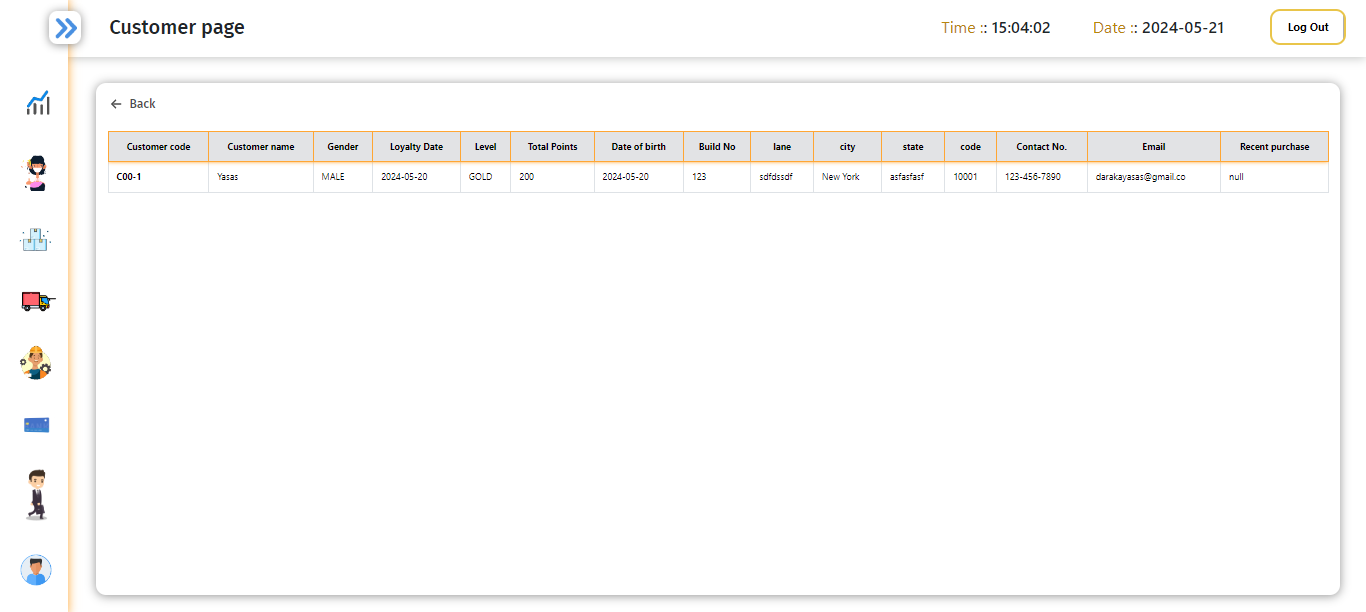 Customer page Time :: 15:04:02 Date :: 2024-05-21 Log Out
Back
Customer code Customer name Gender Loyalty Date Level Total Points Date of birth Build No lane city state code Contact No. Email Recent purchase
C00-1 Yasas MALE 2024-05-20 GOLD 200 2024-05-20 123 sdfdssdf New York asfasfasf 10001 123-456-7890 darakayasas@gmail.co null